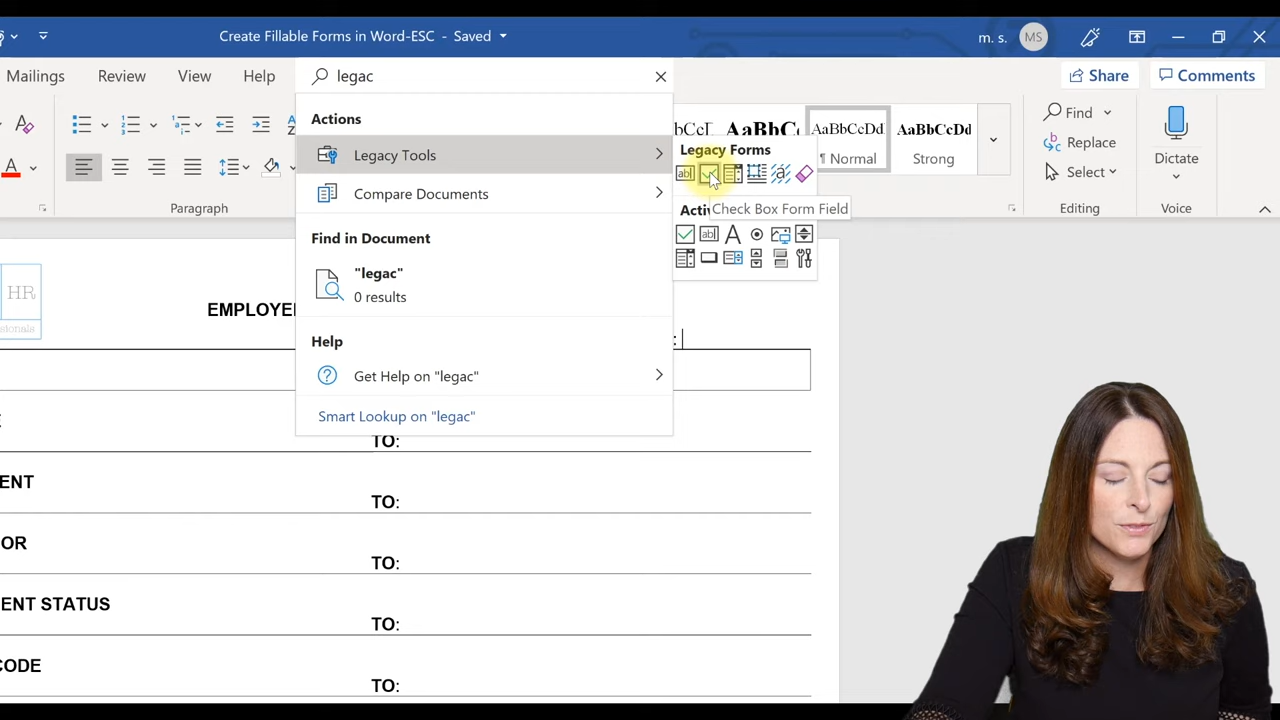 Create Fillable Forms in Word-ESC - Saved
m. s. MS
Mailings Review View Help legac Share Comments
Actions
Legacy Tools
Compare Documents
Find in Document
"legac"
0 results
Help
Get Help on "legac"
Smart Lookup on "legac"
Legacy Forms
Check Box Form Field
AaBbCcDd AaBbCcDd
¶ Normal Strong
Find
Replace
Select
Dictate
Paragraph Editing Voice
HR
EMPLOYE
:
TO:
ENT
TO:
OR
TO:
ENT STATUS
TO:
CODE
TO: